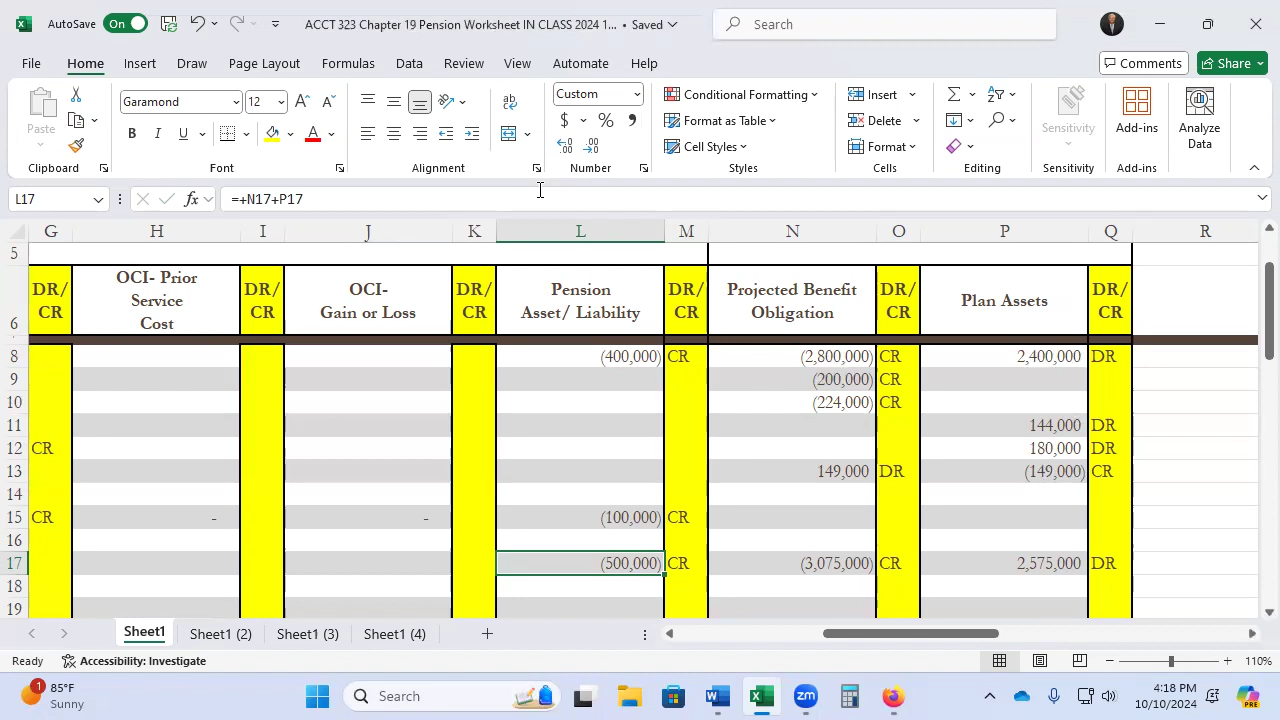 AutoSave On ACCT 323 Chapter 19 Pension Worksheet IN CLASS 2024 1... • Saved Search
File Home Insert Draw Page Layout Formulas Data Review View Automate Help Comments Share
Paste Garamond 12 Custom Conditional Formatting Insert Sensitivity Add-ins Analyze Data
B I U A $ % , Format as Table Delete
Cell Styles Format
Clipboard Font Alignment Number Styles Cells Editing Sensitivity Add-ins
L17 fx =+N17+P17
G H I J K L M N O P Q R
5
6 DR/ CR OCI- Prior Service Cost DR/ CR OCI- Gain or Loss DR/ CR Pension Asset/ Liability DR/ CR Projected Benefit Obligation DR/ CR Plan Assets DR/ CR
8 (400,000) CR (2,800,000) CR 2,400,000 DR
9 (200,000) CR
10 (224,000) CR
11 144,000 DR
12 CR 180,000 DR
13 149,000 DR (149,000) CR
14
15 CR - - (100,000) CR
16
17 (500,000) CR (3,075,000) CR 2,575,000 DR
18
19
Sheet1 Sheet1 (2) Sheet1 (3) Sheet1 (4)
Ready Accessibility: Investigate 110%
1 85°F Sunny Search zm 4:18 PM 10/10/2024 PRE